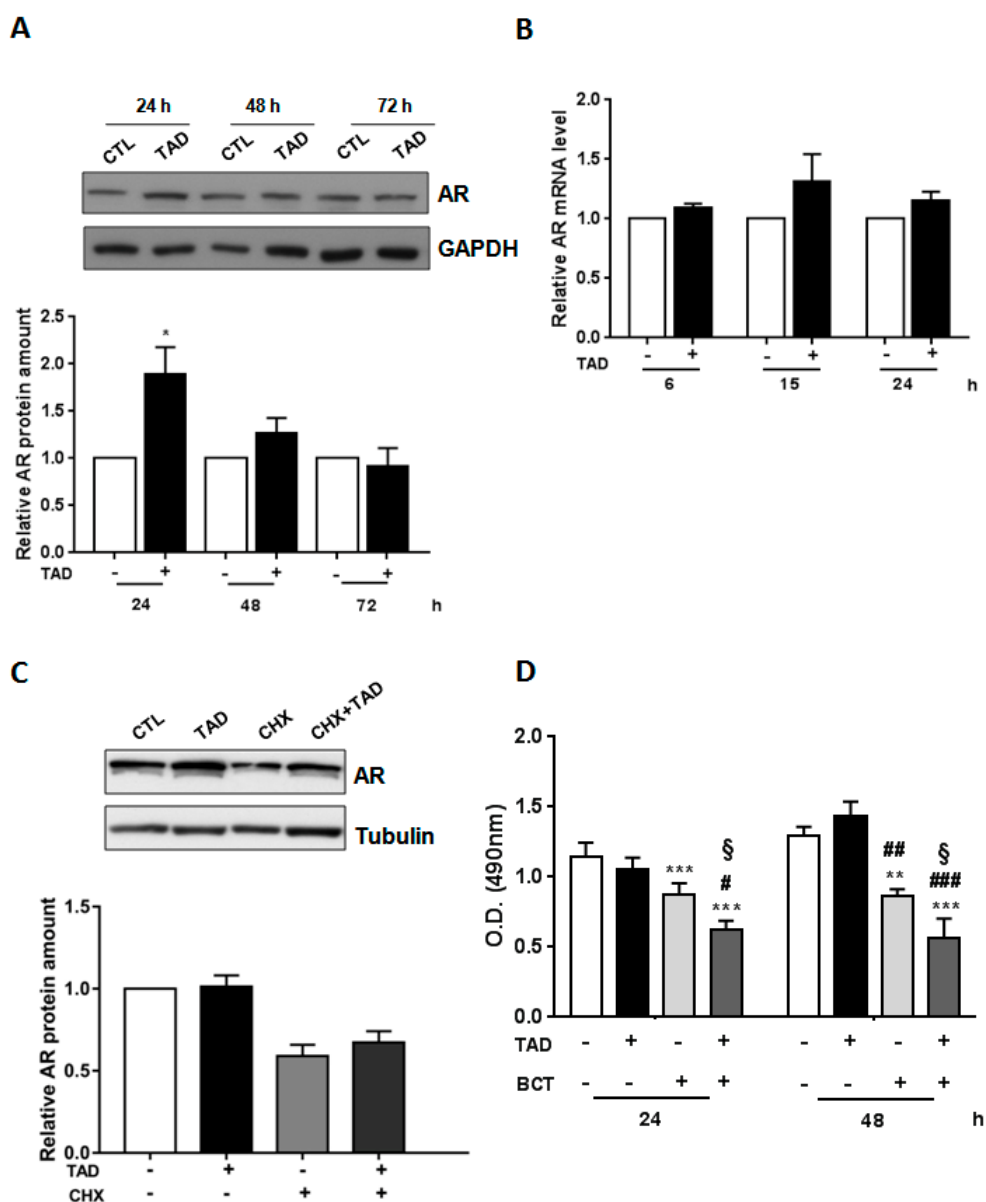 A
24 h 48 h 72 h
CTL TAD CTL TAD CTL TAD
AR
GAPDH
Relative AR protein amount
2.5
2.0
1.5
1.0
0.5
0.0
*
TAD - + - + - +
24 48 72 h
B
Relative AR mRNA level
2.0
1.5
1.0
0.5
0.0
TAD - + - + - +
6 15 24 h
C
CTL TAD CHX CHX+TAD
AR
Tubulin
Relative AR protein amount
1.5
1.0
0.5
0.0
TAD - + - +
CHX - - + +
D
O.D. (490nm)
2.0
1.5
1.0
0.5
0.0
***
§
#
***
##
**
§
###
***
TAD - + - + - + - +
BCT - - + + - - + +
24 48 h